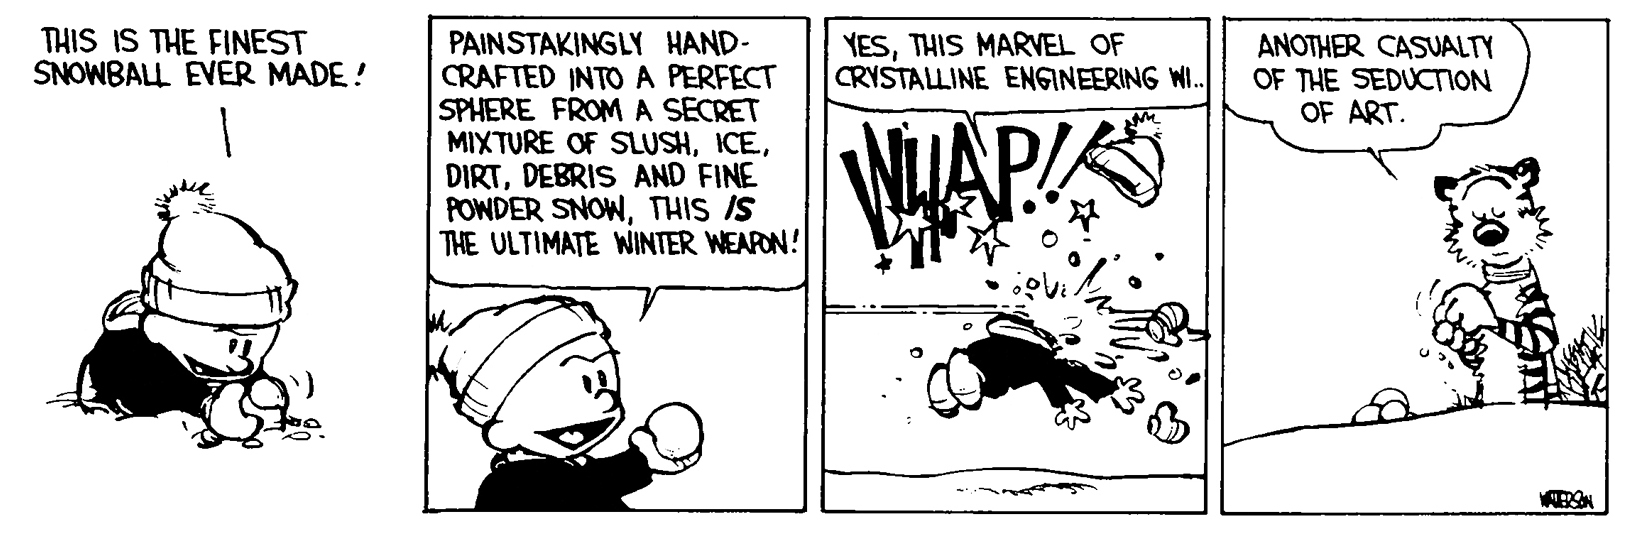 THIS IS THE FINEST
SNOWBALL EVER MADE!
PAINSTAKINGLY HAND-
CRAFTED INTO A PERFECT
SPHERE FROM A SECRET
MIXTURE OF SLUSH, ICE,
DIRT, DEBRIS AND FINE
POWDER SNOW, THIS IS
THE ULTIMATE WINTER WEAPON!
YES, THIS MARVEL OF
CRYSTALLINE ENGINEERING WI..
WHAP!!
ANOTHER CASUALTY
OF THE SEDUCTION
OF ART.
WATTERSON